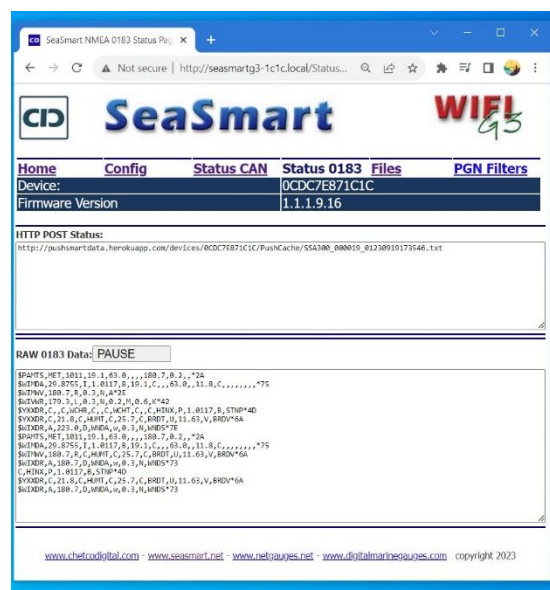 SeaSmart NMEA 0183 Status Pag
Not secure | http://seasmartg3-1c1c.local/Status...
CD SeaSmart WIFI G3
Home Config Status CAN Status 0183 Files PGN Filters
Device: 0CDC7E871C1C
Firmware Version 1.1.1.9.16
HTTP POST Status:
http://pushsmartdata.herokuapp.com/devices/0CDC7E871C1C/PushCache/SSA300_000019_01230919173546.txt
RAW 0183 Data: PAUSE
$PAMTS,MET,1011,19.1,63.0,,,,180.7,0.2,,*2A
$WIMDA,29.8755,I,1.0117,B,19.1,C,,,63.0,,11.8,C,,,,,,,,*75
$WIMWV,180.7,R,0.3,N,A*2E
$WIVWR,179.3,L,0.3,N,0.2,M,0.6,K*42
$YXXDR,C,,C,WCHR,C,,C,WCHT,C,,C,HINX,P,1.0117,B,STNP*4D
$YXXDR,C,21.8,C,HUMT,C,25.7,C,BRDT,U,11.63,V,BRDV*6A
$WIXDR,A,223.0,D,WNDA,w,0.3,N,WNDS*7E
$PAMTS,MET,1011,19.1,63.0,,,,180.7,0.2,,*2A
$WIMDA,29.8755,I,1.0117,B,19.1,C,,,63.0,,11.8,C,,,,,,,,*75
$WIMWV,180.7,R,C,HUMT,C,25.7,C,BRDT,U,11.63,V,BRDV*6A
$WIXDR,A,180.7,D,WNDA,w,0.3,N,WNDS*73
C,HINX,P,1.0117,B,STNP*4D
$YXXDR,C,21.8,C,HUMT,C,25.7,C,BRDT,U,11.63,V,BRDV*6A
$WIXDR,A,180.7,D,WNDA,w,0.3,N,WNDS*73
www.chetcodigital.com - www.seasmart.net - www.netgauges.net - www.digitalmarinegauges.com copyright 2023